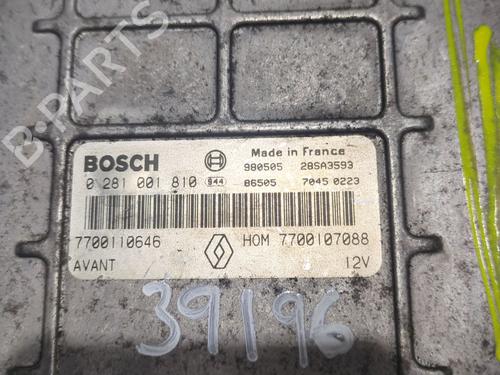 B-PARTS
BOSCH
Made in France
980505 28SA3593
0 281 001 810 944 86505 7045 0223
7700110646 HOM 7700107088
AVANT 12V
39196